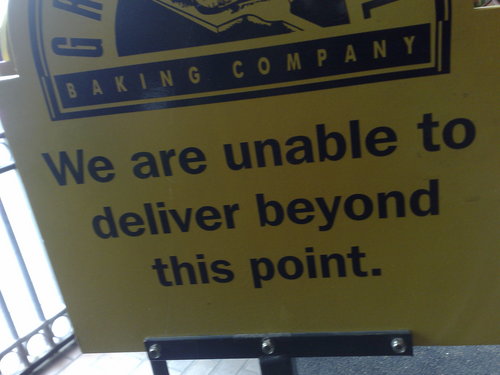 BAKING COMPANY
We are unable to
deliver beyond
this point.